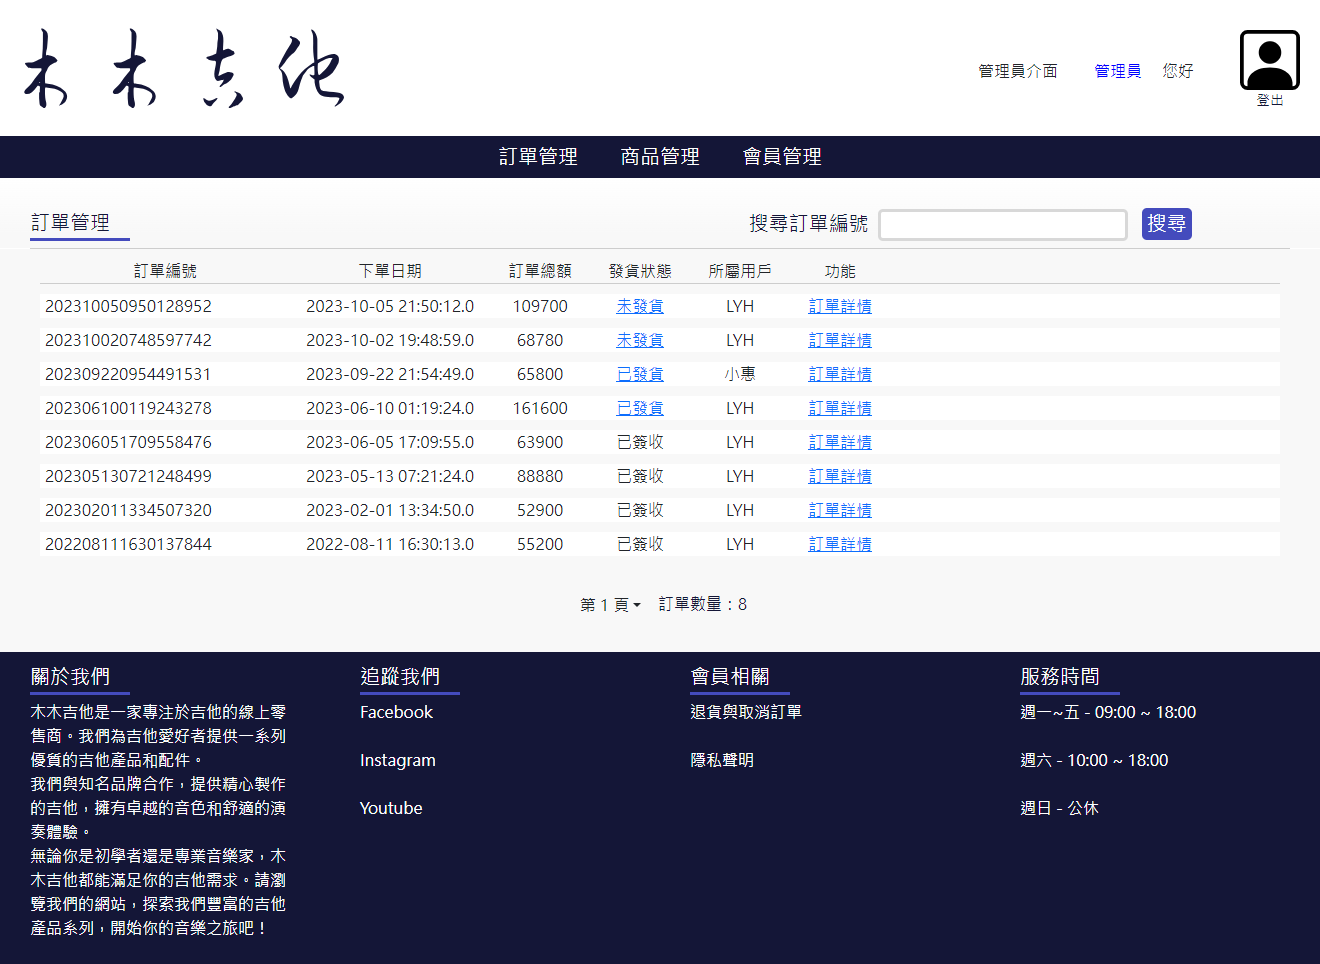 木木吉他
管理員介面 管理員 您好
登出
訂單管理 商品管理 會員管理
訂單管理 搜尋訂單編號 搜尋
訂單編號 下單日期 訂單總額 發貨狀態 所屬用戶 功能
202310050950128952 2023-10-05 21:50:12.0 109700 未發貨 LYH 訂單詳情
202310020748597742 2023-10-02 19:48:59.0 68780 未發貨 LYH 訂單詳情
202309220954491531 2023-09-22 21:54:49.0 65800 已發貨 小惠 訂單詳情
202306100119243278 2023-06-10 01:19:24.0 161600 已發貨 LYH 訂單詳情
202306051709558476 2023-06-05 17:09:55.0 63900 已簽收 LYH 訂單詳情
202305130721248499 2023-05-13 07:21:24.0 88880 已簽收 LYH 訂單詳情
202302011334507320 2023-02-01 13:34:50.0 52900 已簽收 LYH 訂單詳情
202208111630137844 2022-08-11 16:30:13.0 55200 已簽收 LYH 訂單詳情
第 1 頁 訂單數量：8
關於我們
木木吉他是一家專注於吉他的線上零
售商。我們為吉他愛好者提供一系列
優質的吉他產品和配件。
我們與知名品牌合作，提供精心製作
的吉他，擁有卓越的音色和舒適的演
奏體驗。
無論你是初學者還是專業音樂家，木
木吉他都能滿足你的吉他需求。請瀏
覽我們的網站，探索我們豐富的吉他
產品系列，開始你的音樂之旅吧！
追蹤我們
Facebook
Instagram
Youtube
會員相關
退貨與取消訂單
隱私聲明
服務時間
週一~五 - 09:00 ~ 18:00
週六 - 10:00 ~ 18:00
週日 - 公休